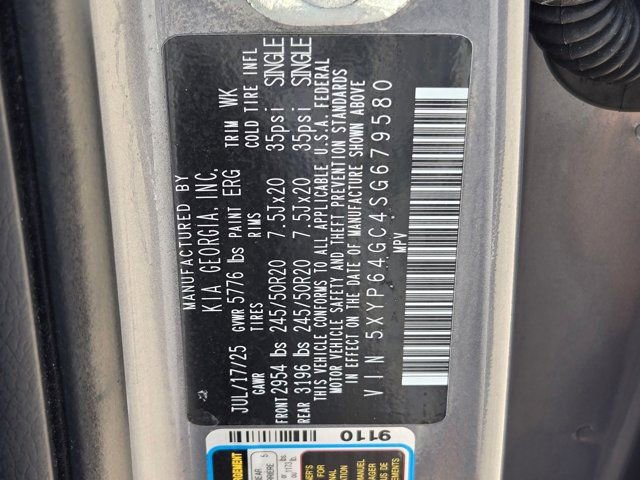 MANUFACTURED BY
KIA GEORGIA, INC.
JUL/17/25 PAINT ERG TRIM WK
GVWR 5776 lbs
GAWR TIRES RIMS COLD TIRE INFL
FRONT 2954 lbs 245/50R20 7.5Jx20 35psi SINGLE
REAR 3196 lbs 245/50R20 7.5Jx20 35psi SINGLE
THIS VEHICLE CONFORMS TO ALL APPLICABLE U.S.A. FEDERAL
MOTOR VEHICLE SAFETY AND THEFT PREVENTION STANDARDS
IN EFFECT ON THE DATE OF MANUFACTURE SHOWN ABOVE
VIN 5XYP64GC4SG679580
MPV
9110